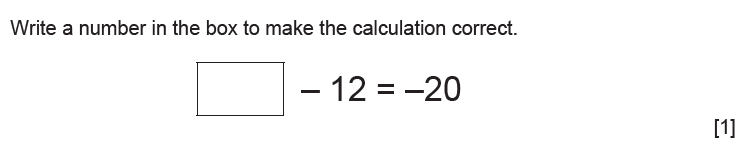 Write a number in the box to make the calculation correct.
– 12 = –20
[1]